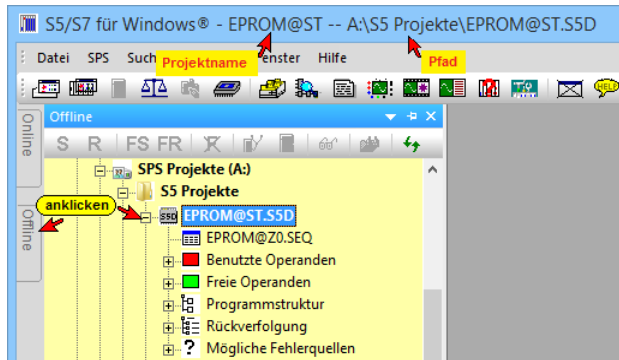 S5/S7 für Windows® - EPROM@ST -- A:\S5 Projekte\EPROM@ST.S5D
Datei SPS Such Projektname enster Hilfe Pfad
HELP
Online
Offline
S R FS FR
SPS Projekte (A:)
S5 Projekte
anklicken
S5D EPROM@ST.S5D
Offline
EPROM@Z0.SEQ
Benutzte Operanden
Freie Operanden
Programmstruktur
Rückverfolgung
? Mögliche Fehlerquellen